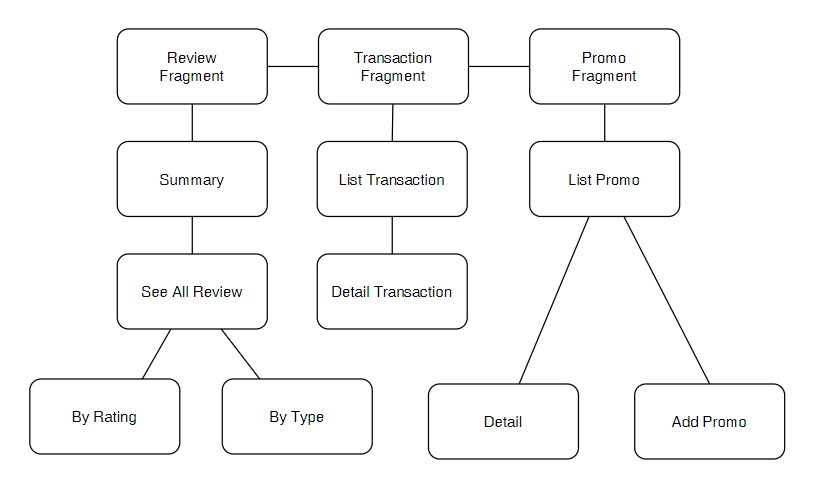 Review
Fragment
Transaction
Fragment
Promo
Fragment
Summary
List Transaction
List Promo
See All Review
Detail Transaction
By Rating
By Type
Detail
Add Promo